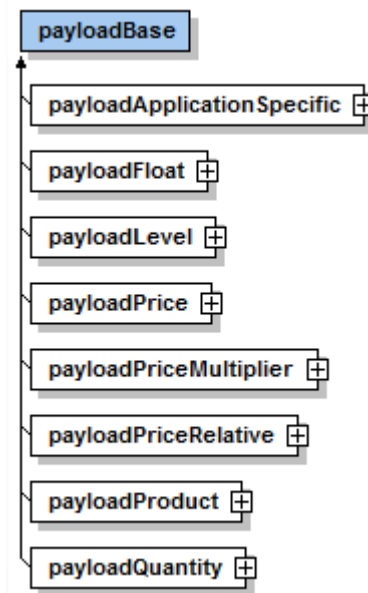 payloadBase
payloadApplicationSpecific
payloadFloat
payloadLevel
payloadPrice
payloadPriceMultiplier
payloadPriceRelative
payloadProduct
payloadQuantity